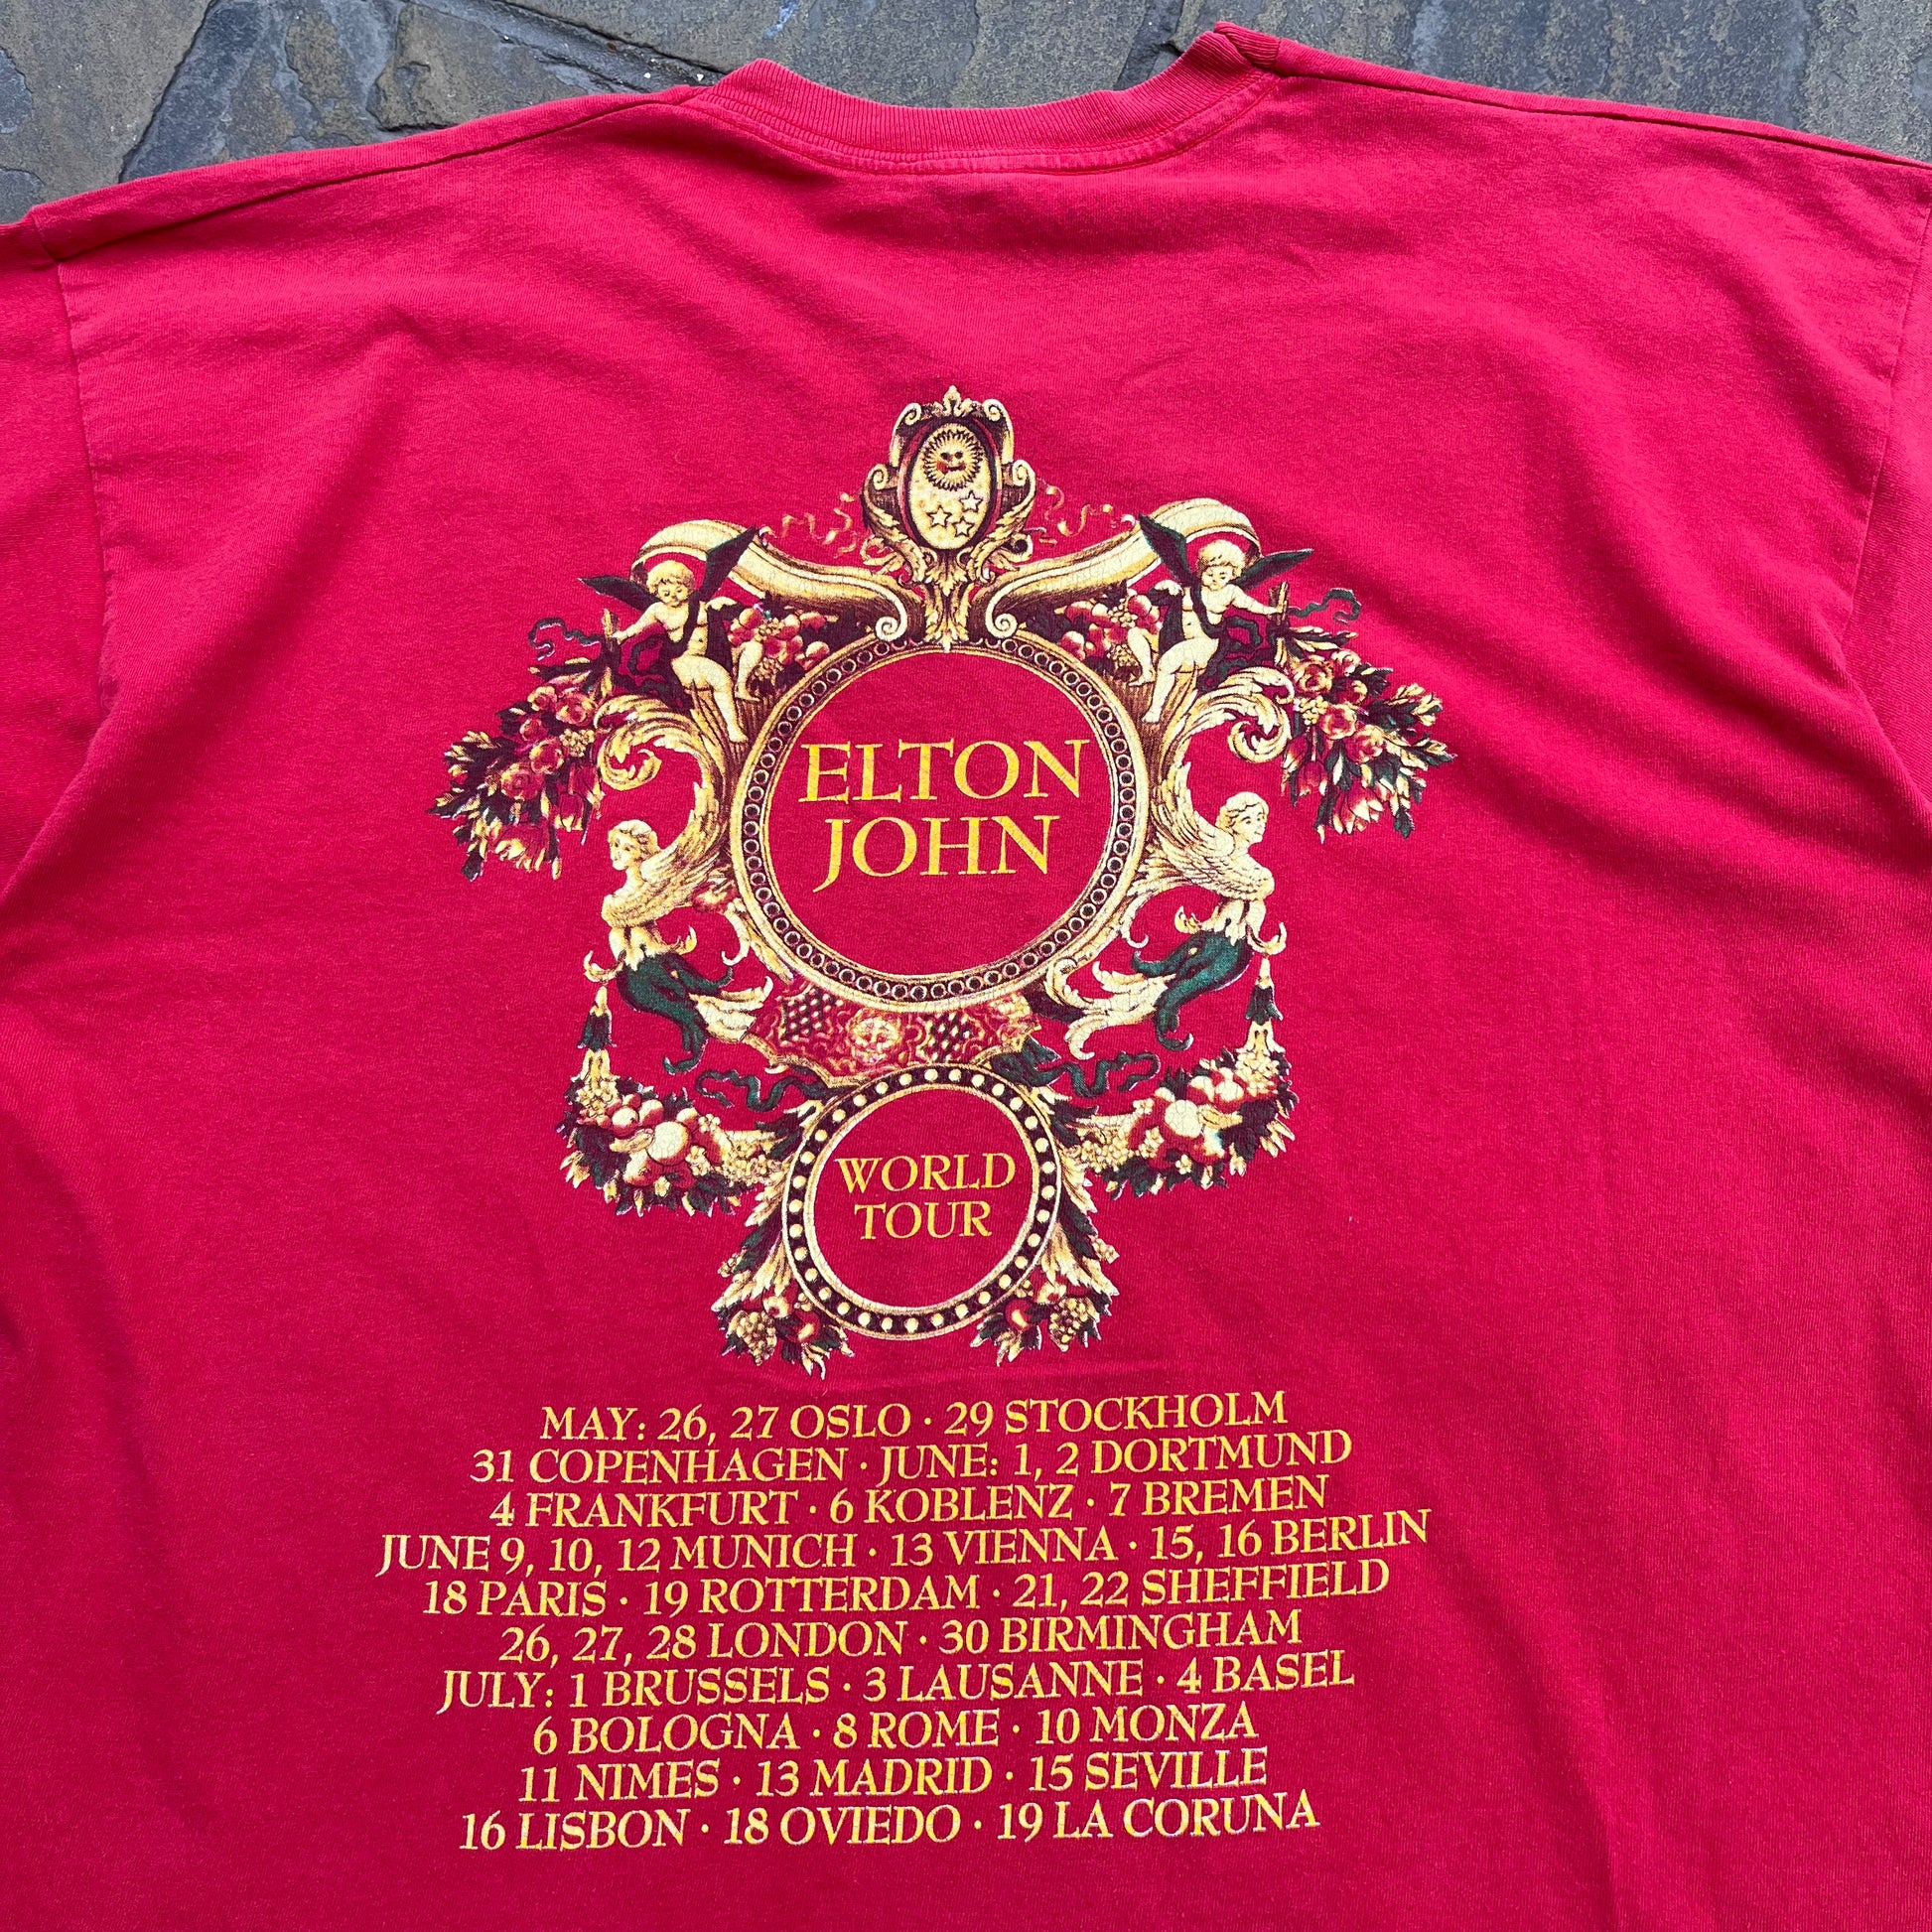 ELTON
JOHN
WORLD
TOUR
MAY: 26, 27 OSLO · 29 STOCKHOLM
31 COPENHAGEN · JUNE: 1, 2 DORTMUND
4 FRANKFURT · 6 KOBLENZ · 7 BREMEN
JUNE 9, 10, 12 MUNICH · 13 VIENNA · 15, 16 BERLIN
18 PARIS · 19 ROTTERDAM · 21, 22 SHEFFIELD
26, 27, 28 LONDON · 30 BIRMINGHAM
JULY: 1 BRUSSELS · 3 LAUSANNE · 4 BASEL
6 BOLOGNA · 8 ROME · 10 MONZA
11 NIMES · 13 MADRID · 15 SEVILLE
16 LISBON · 18 OVIEDO · 19 LA CORUNA